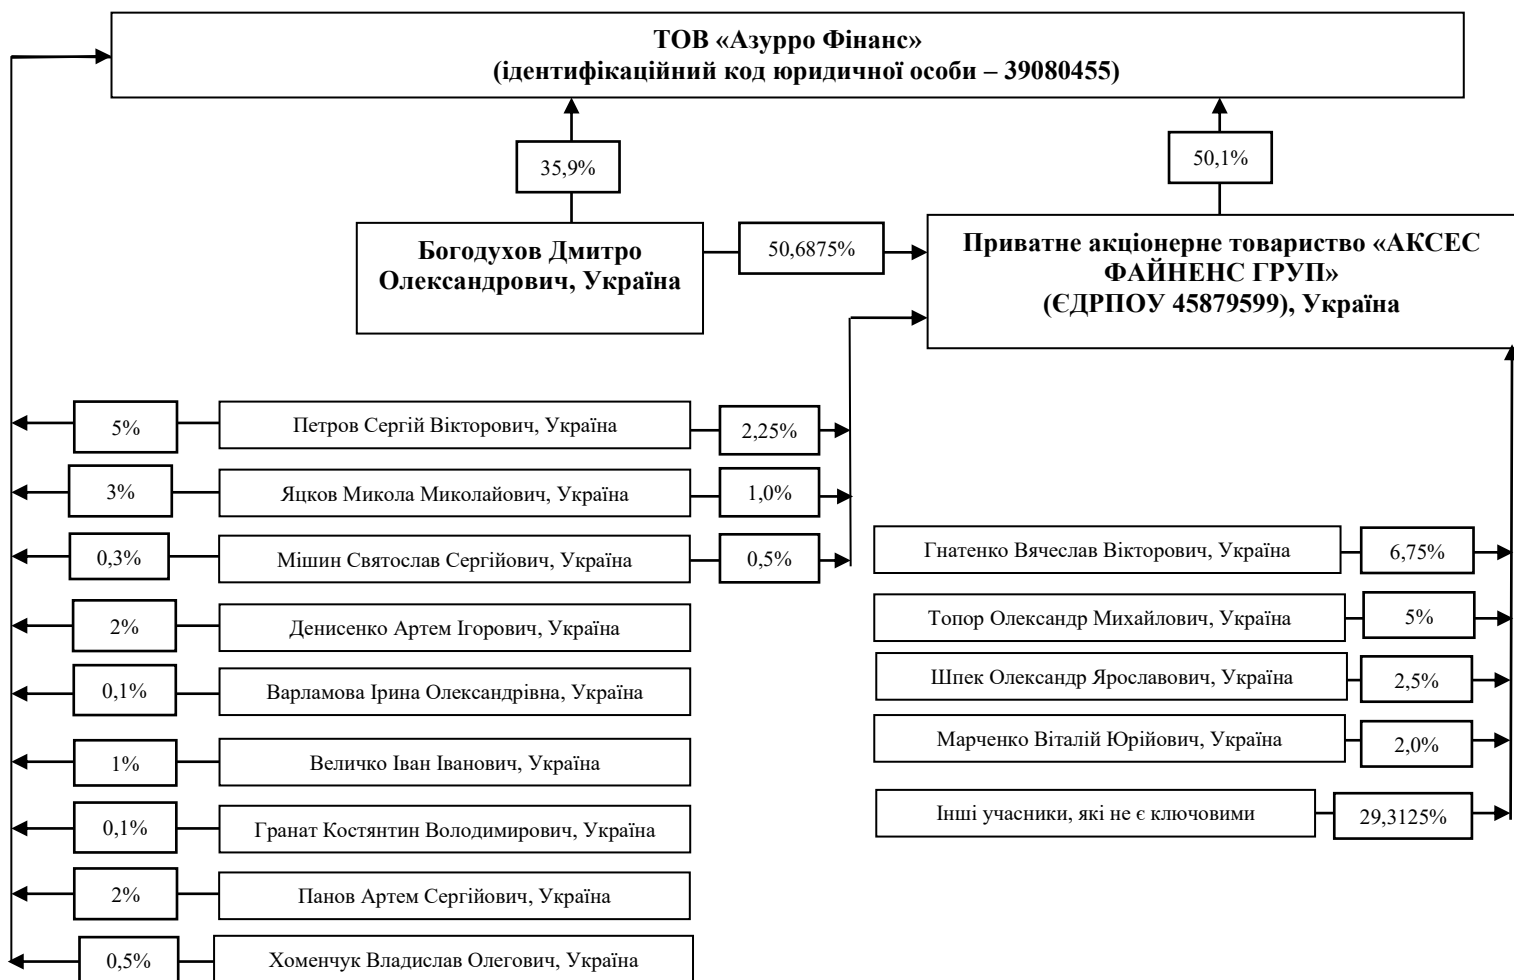 ТОВ «Азурро Фінанс»
(ідентифікаційний код юридичної особи – 39080455)
35,9%
50,1%
Богодухов Дмитро
Олександрович, Україна
50,6875%
Приватне акціонерне товариство «АКСЕС
ФАЙНЕНС ГРУП»
(ЄДРПОУ 45879599), Україна
5%
Петров Сергій Вікторович, Україна
2,25%
3%
Яцков Микола Миколайович, Україна
1,0%
0,3%
Мішин Святослав Сергійович, Україна
0,5%
2%
Денисенко Артем Ігорович, Україна
0,1%
Варламова Ірина Олександрівна, Україна
1%
Величко Іван Іванович, Україна
0,1%
Гранат Костянтин Володимирович, Україна
2%
Панов Артем Сергійович, Україна
0,5%
Хоменчук Владислав Олегович, Україна
Гнатенко Вячеслав Вікторович, Україна
6,75%
Топор Олександр Михайлович, Україна
5%
Шпек Олександр Ярославович, Україна
2,5%
Марченко Віталій Юрійович, Україна
2,0%
Інші учасники, які не є ключовими
29,3125%